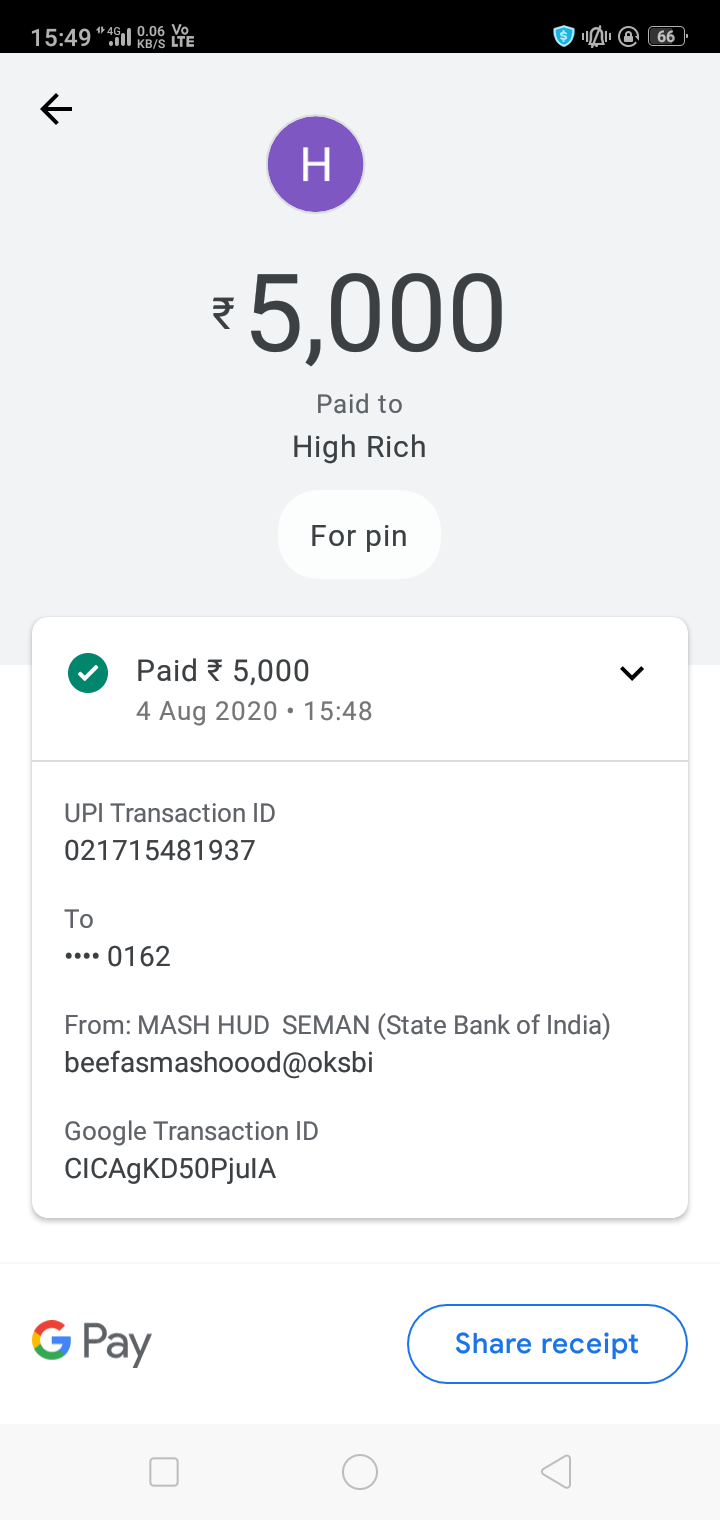 15:49 4G 0.06 KB/S Vo LTE 66
H
₹5,000
Paid to
High Rich
For pin
Paid ₹ 5,000
4 Aug 2020 • 15:48
UPI Transaction ID
021715481937
To
•••• 0162
From: MASH HUD  SEMAN (State Bank of India)
beefasmashoood@oksbi
Google Transaction ID
CICAgKD50PjuIA
G Pay
Share receipt